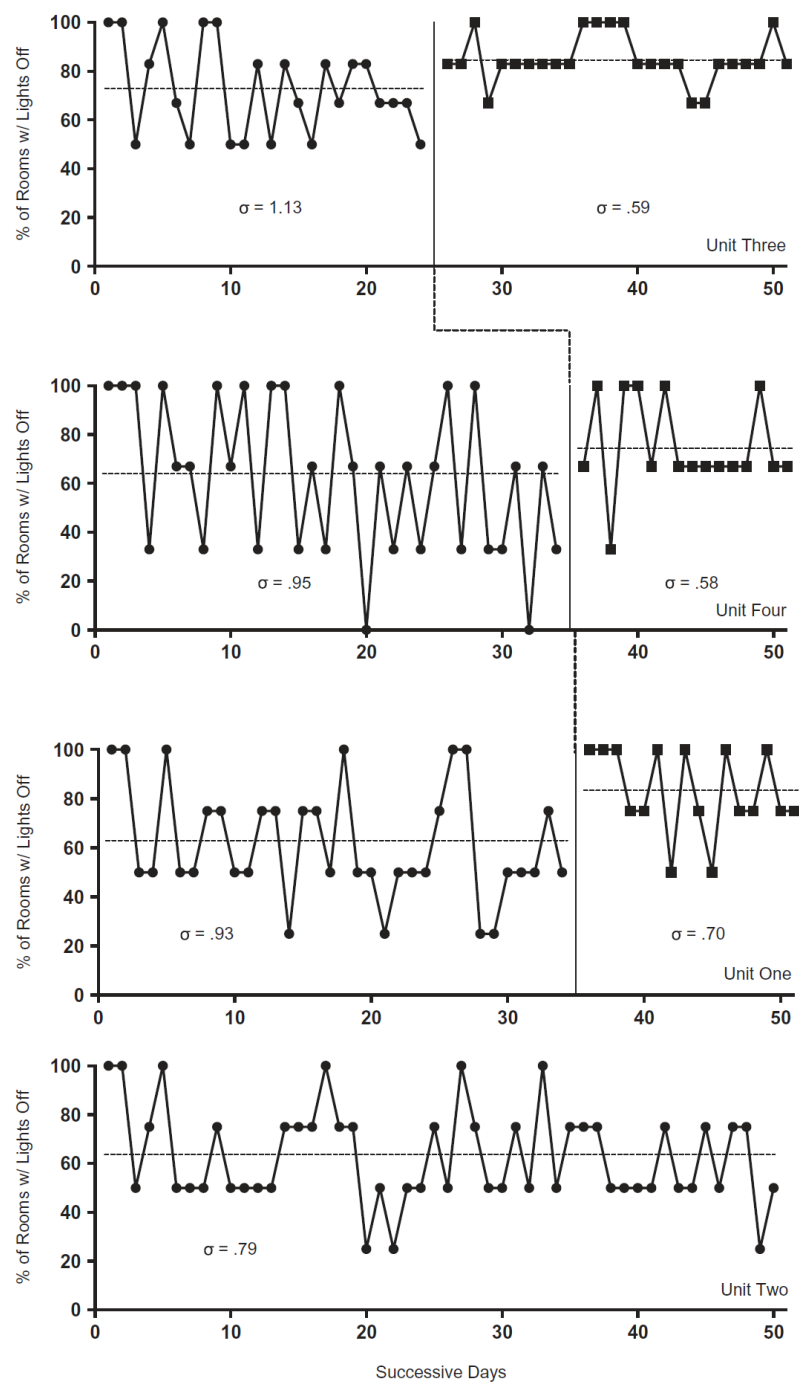 % of Rooms w/ Lights Off
100
80
60
40
20
0
σ = 1.13
σ = .59
Unit Three
0 10 20 30 40 50
% of Rooms w/ Lights Off
100
80
60
40
20
0
σ = .95
σ = .58
Unit Four
0 10 20 30 40 50
% of Rooms w/ Lights Off
100
80
60
40
20
0
σ = .93
σ = .70
Unit One
0 10 20 30 40 50
% of Rooms w/ Lights Off
100
80
60
40
20
0
σ = .79
Unit Two
0 10 20 30 40 50
Successive Days